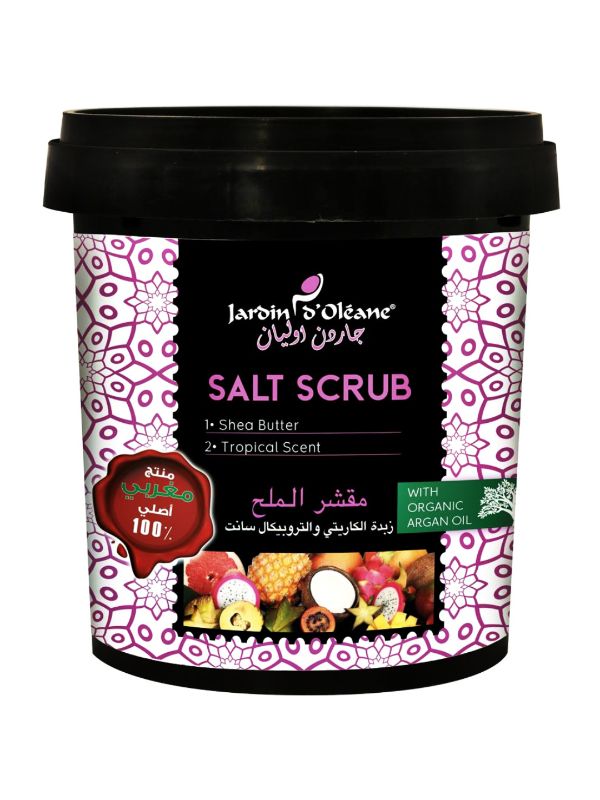 Jardin d'Oléane®
جاردن اوليان
SALT SCRUB
1• Shea Butter
2• Tropical Scent
منتج
مغربي
أصلي
100%
مقشر الملح
زبدة الكاريتي والتروبيكال سانت
WITH
ORGANIC
ARGAN OIL